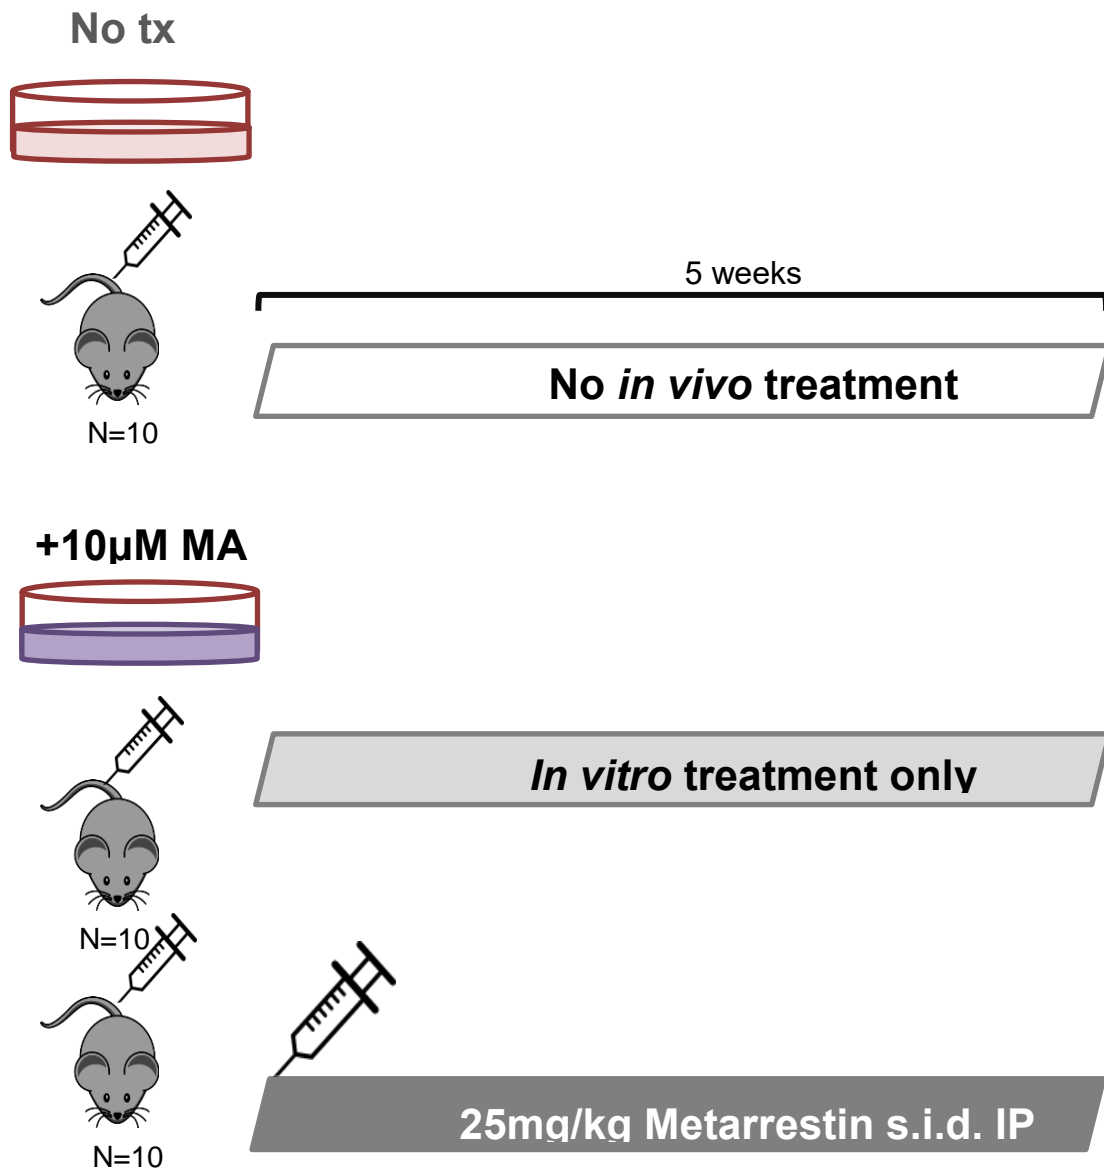 No tx
5 weeks
No in vivo treatment
N=10
+10µM MA
In vitro treatment only
N=10
25mg/kg Metarrestin s.i.d. IP
N=10